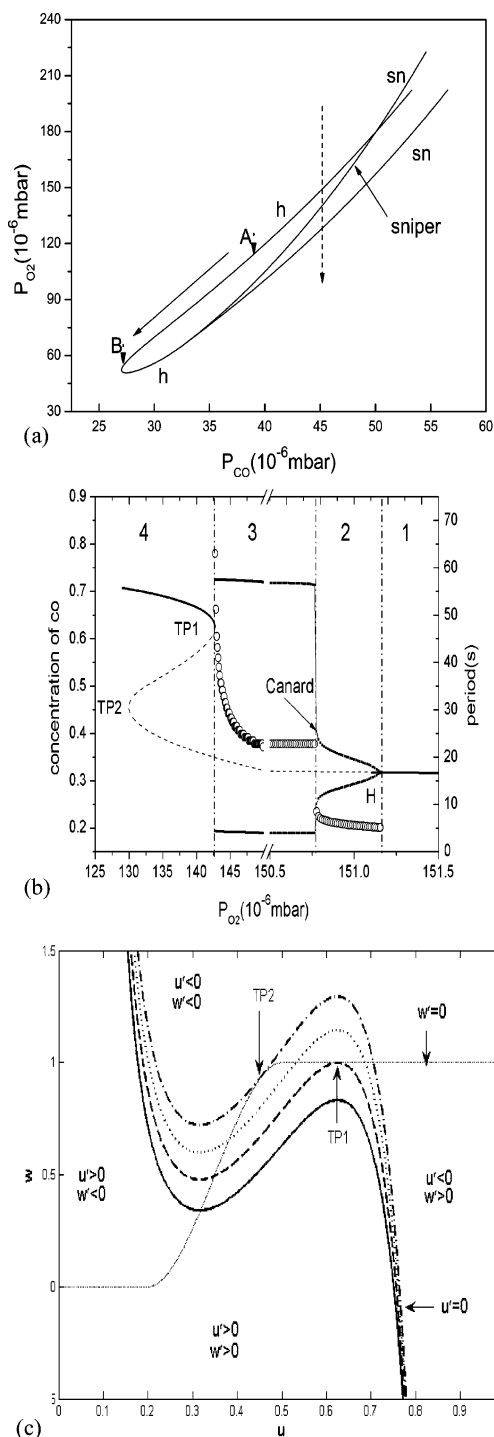 240
210
180
150
120
90
60
30
P_O2(10^-6mbar)
sn
sn
h
A
sniper
B
h
25 30 35 40 45 50 55 60
(a)
P_CO(10^-6mbar)
0.9
0.8
0.7
0.6
0.5
0.4
0.3
0.2
concentration of co
4 3 2 1
TP1
TP2
Canard
H
70
60
50
40
30
20
10
0
period(s)
125 130 135 140 145 150.5 151.0 151.5
(b)
P_O2(10^-6mbar)
1.5
1
0.5
0
5
w
u'<0
w'<0
TP2
w'=0
TP1
u'>0
w'<0
u'<0
w'>0
u'=0
u'>0
w'>0
0 0.1 0.2 0.3 0.4 0.5 0.6 0.7 0.8 0.9
(c)
u